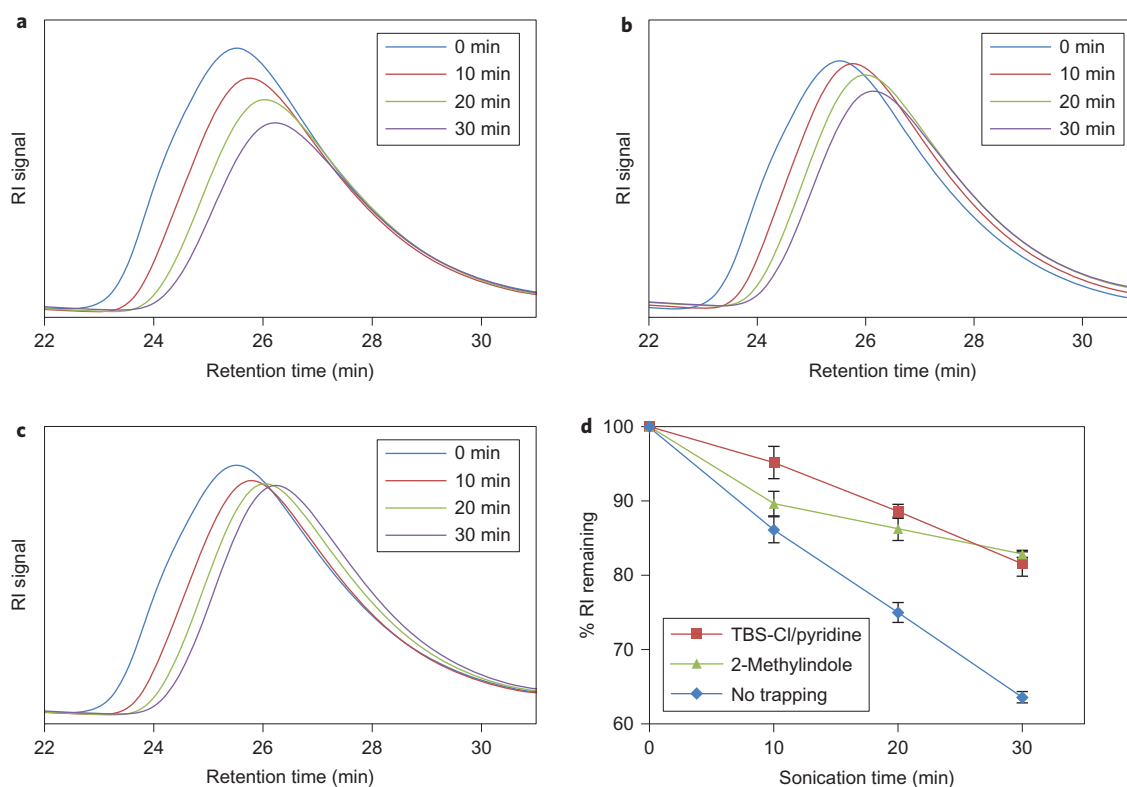 a
0 min
10 min
20 min
30 min
RI signal
22 24 26 28 30
Retention time (min)
b
0 min
10 min
20 min
30 min
RI signal
22 24 26 28 30
Retention time (min)
c
0 min
10 min
20 min
30 min
RI signal
22 24 26 28 30
Retention time (min)
d
100
90
80
70
60
% RI remaining
TBS-Cl/pyridine
2-Methylindole
No trapping
0 10 20 30
Sonication time (min)